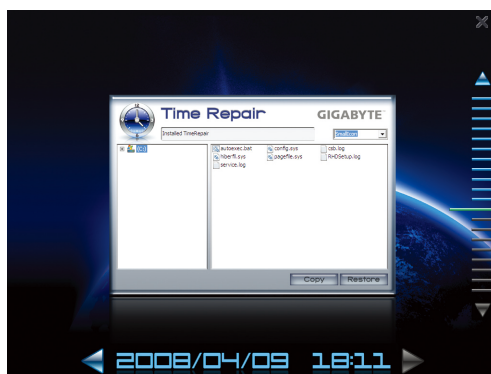 Time Repair
GIGABYTE
Installed TimeRepair
SmallIcon
autoexec.bat
config.sys
csb.log
hiberfil.sys
pagefile.sys
RHDSetup.log
service.log
Copy Restore
2008/04/09 18:11